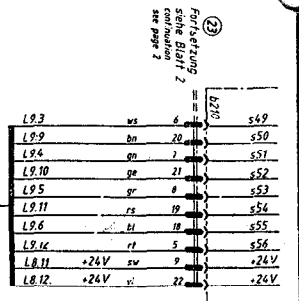 23
Fortsetzung
siehe Blatt 2
continuation
see page 2
b210
L9.3 ws 6 s49
L9.9 bn 20 s50
L9.4 gn 7 s51
L9.10 ge 21 s52
L9.5 gr 8 s53
L9.11 rs 19 s54
L9.6 bl 18 s55
L9.12 rt 5 s56
L8.11 +24V sw 9 +24V
L8.12. +24V vi 22 +24V